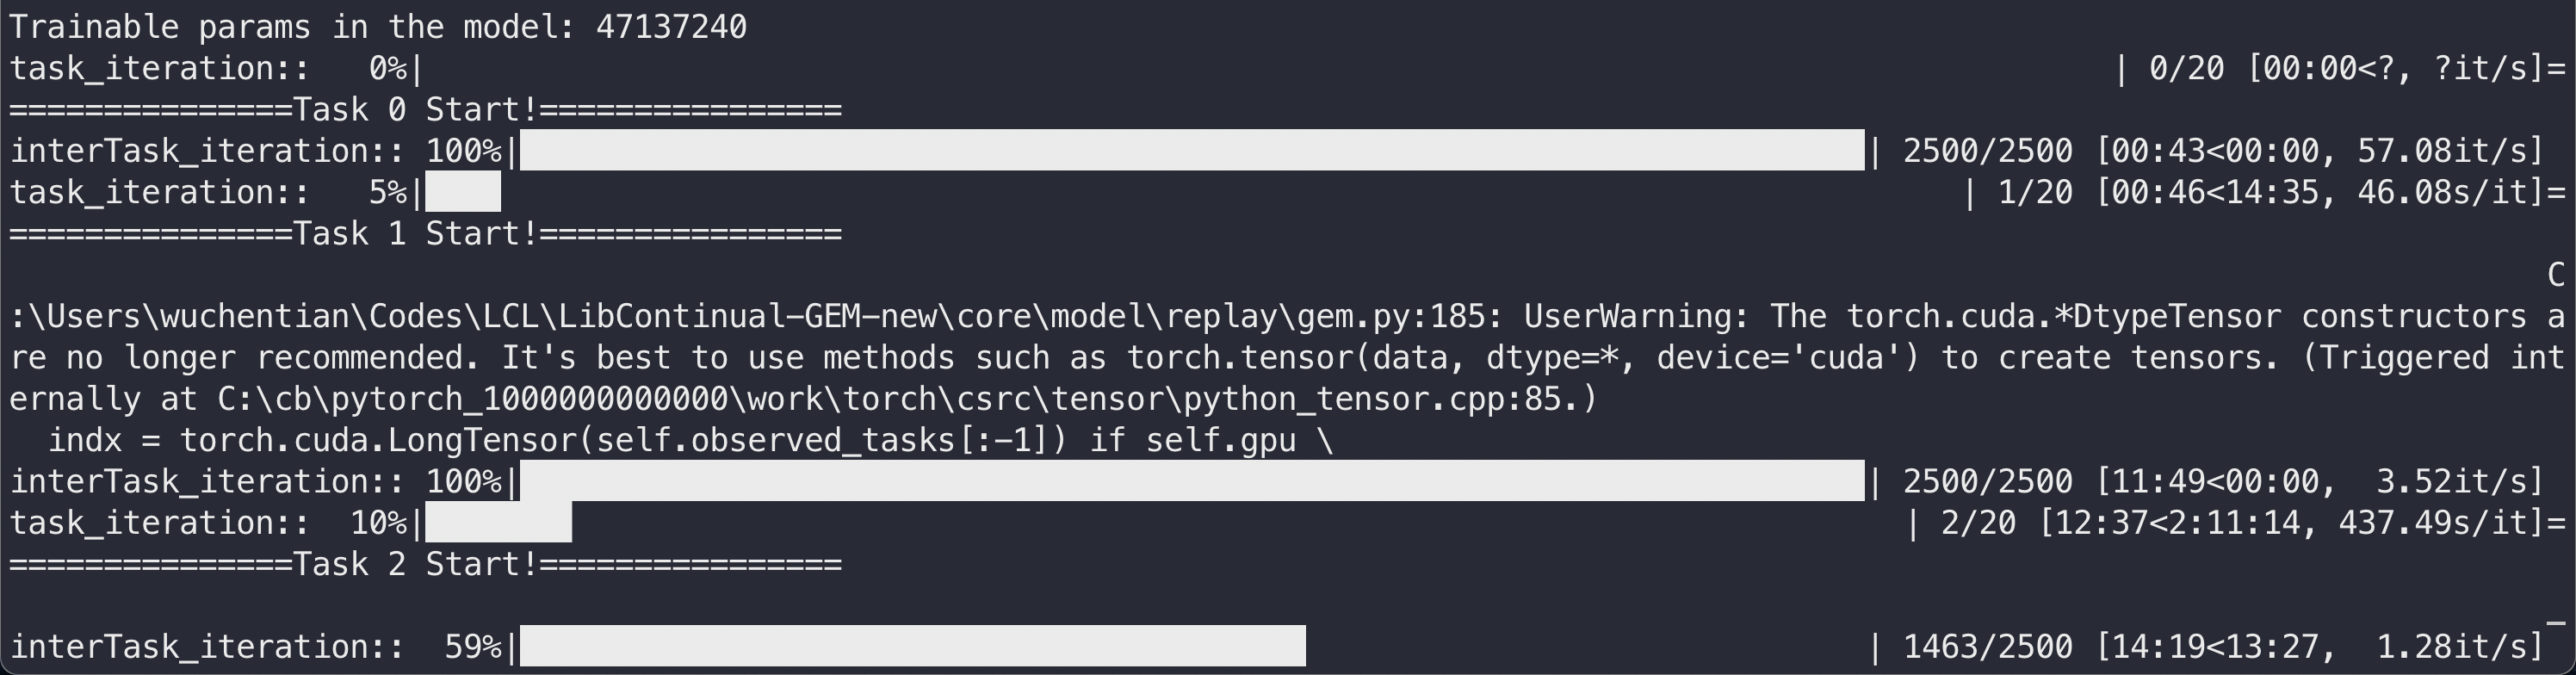 Trainable params in the model: 47137240
task_iteration::   0%|          | 0/20 [00:00<?, ?it/s]=
===============Task 0 Start!================
interTask_iteration:: 100%|          | 2500/2500 [00:43<00:00, 57.08it/s]
task_iteration::   5%|          | 1/20 [00:46<14:35, 46.08s/it]=
===============Task 1 Start!================
C
:\Users\wuchentian\Codes\LCL\LibContinual-GEM-new\core\model\replay\gem.py:185: UserWarning: The torch.cuda.*DtypeTensor constructors a
re no longer recommended. It's best to use methods such as torch.tensor(data, dtype=*, device='cuda') to create tensors. (Triggered int
ernally at C:\cb\pytorch_1000000000000\work\torch\csrc\tensor\python_tensor.cpp:85.)
  indx = torch.cuda.LongTensor(self.observed_tasks[:-1]) if self.gpu \
interTask_iteration:: 100%|          | 2500/2500 [11:49<00:00,  3.52it/s]
task_iteration::  10%|          | 2/20 [12:37<2:11:14, 437.49s/it]=
===============Task 2 Start!================
interTask_iteration::  59%|          | 1463/2500 [14:19<13:27,  1.28it/s]